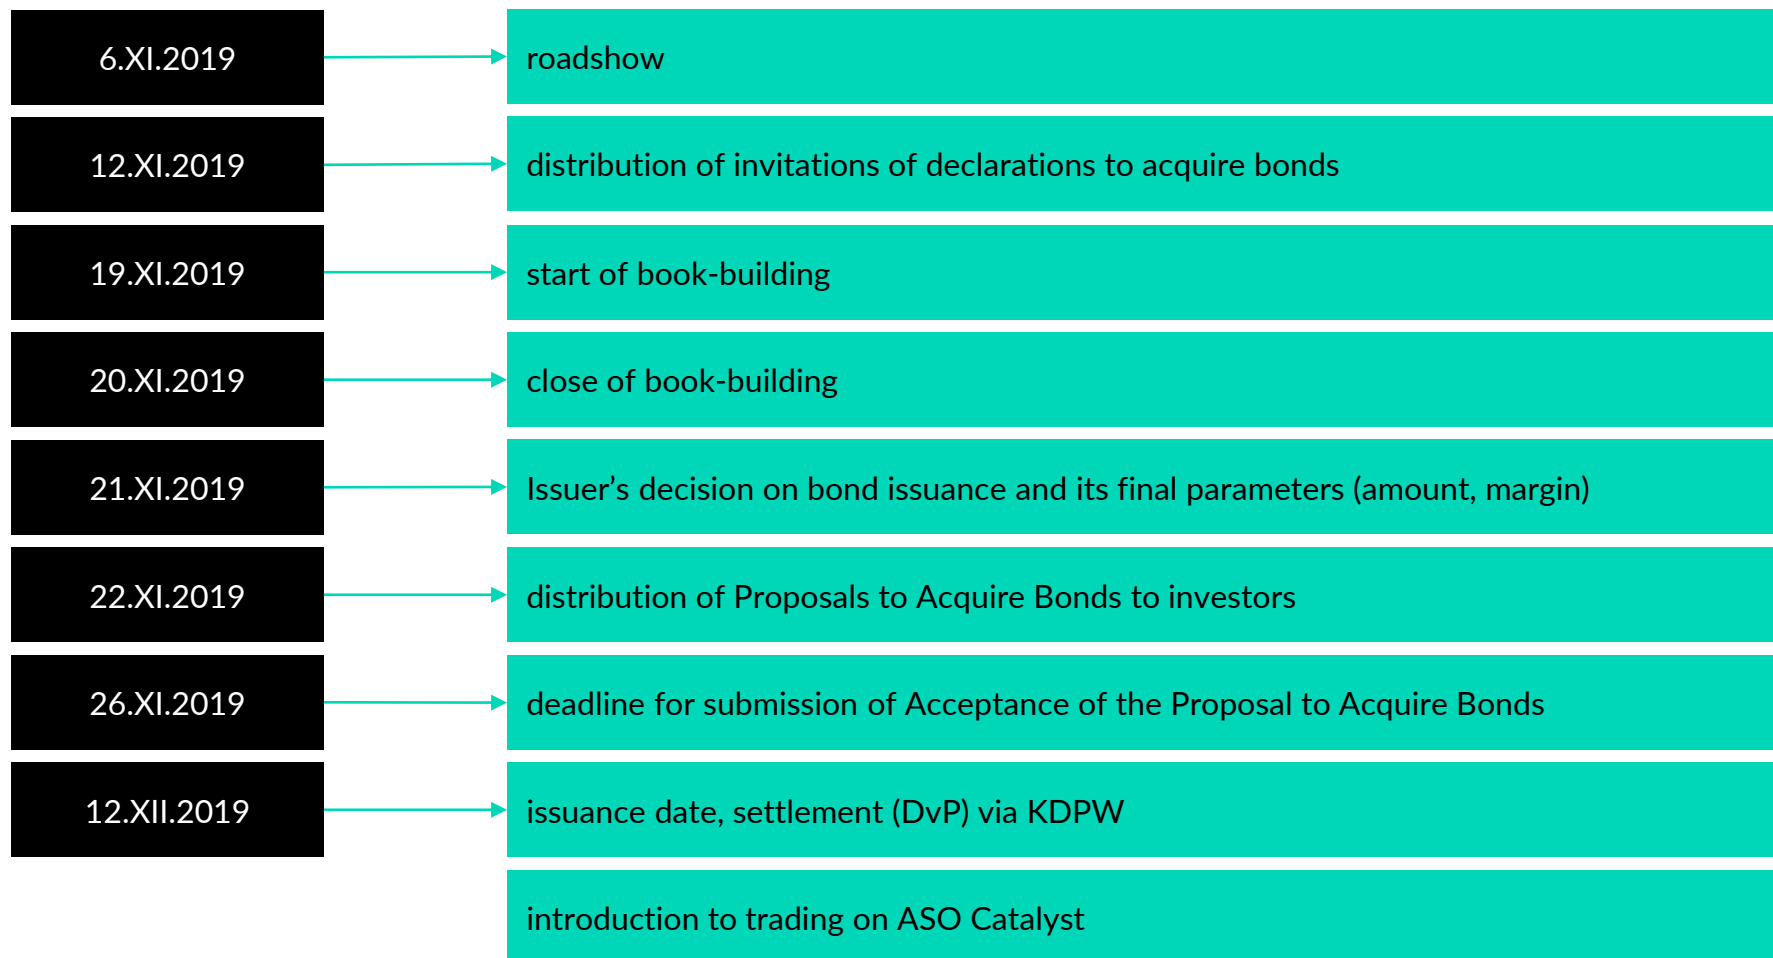 6.XI.2019
roadshow
12.XI.2019
distribution of invitations of declarations to acquire bonds
19.XI.2019
start of book-building
20.XI.2019
close of book-building
21.XI.2019
Issuer’s decision on bond issuance and its final parameters (amount, margin)
22.XI.2019
distribution of Proposals to Acquire Bonds to investors
26.XI.2019
deadline for submission of Acceptance of the Proposal to Acquire Bonds
12.XII.2019
issuance date, settlement (DvP) via KDPW
introduction to trading on ASO Catalyst